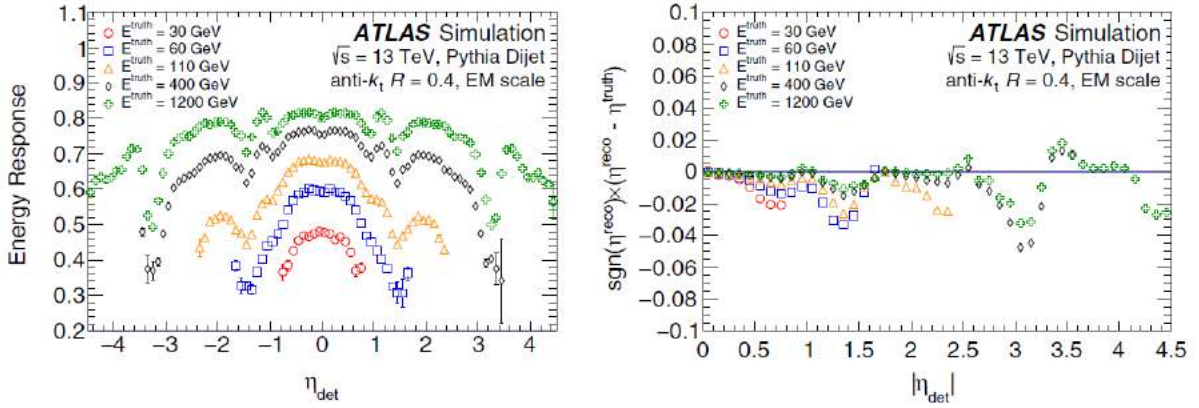 1.1
1
0.9
0.8
0.7
0.6
0.5
0.4
0.3
0.2
Energy Response
E^truth = 30 GeV
E^truth = 60 GeV
E^truth = 110 GeV
E^truth = 400 GeV
E^truth = 1200 GeV
ATLAS Simulation
√s = 13 TeV, Pythia Dijet
anti-k_t R = 0.4, EM scale
−4 −3 −2 −1 0 1 2 3 4
η_det
0.1
0.08
0.06
0.04
0.02
0
−0.02
−0.04
−0.06
−0.08
−0.1
sgn(η^reco)×(η^reco - η^truth)
E^truth = 30 GeV
E^truth = 60 GeV
E^truth = 110 GeV
E^truth = 400 GeV
E^truth = 1200 GeV
ATLAS Simulation
√s = 13 TeV, Pythia Dijet
anti-k_t R = 0.4, EM scale
0 0.5 1 1.5 2 2.5 3 3.5 4 4.5
|η_det|